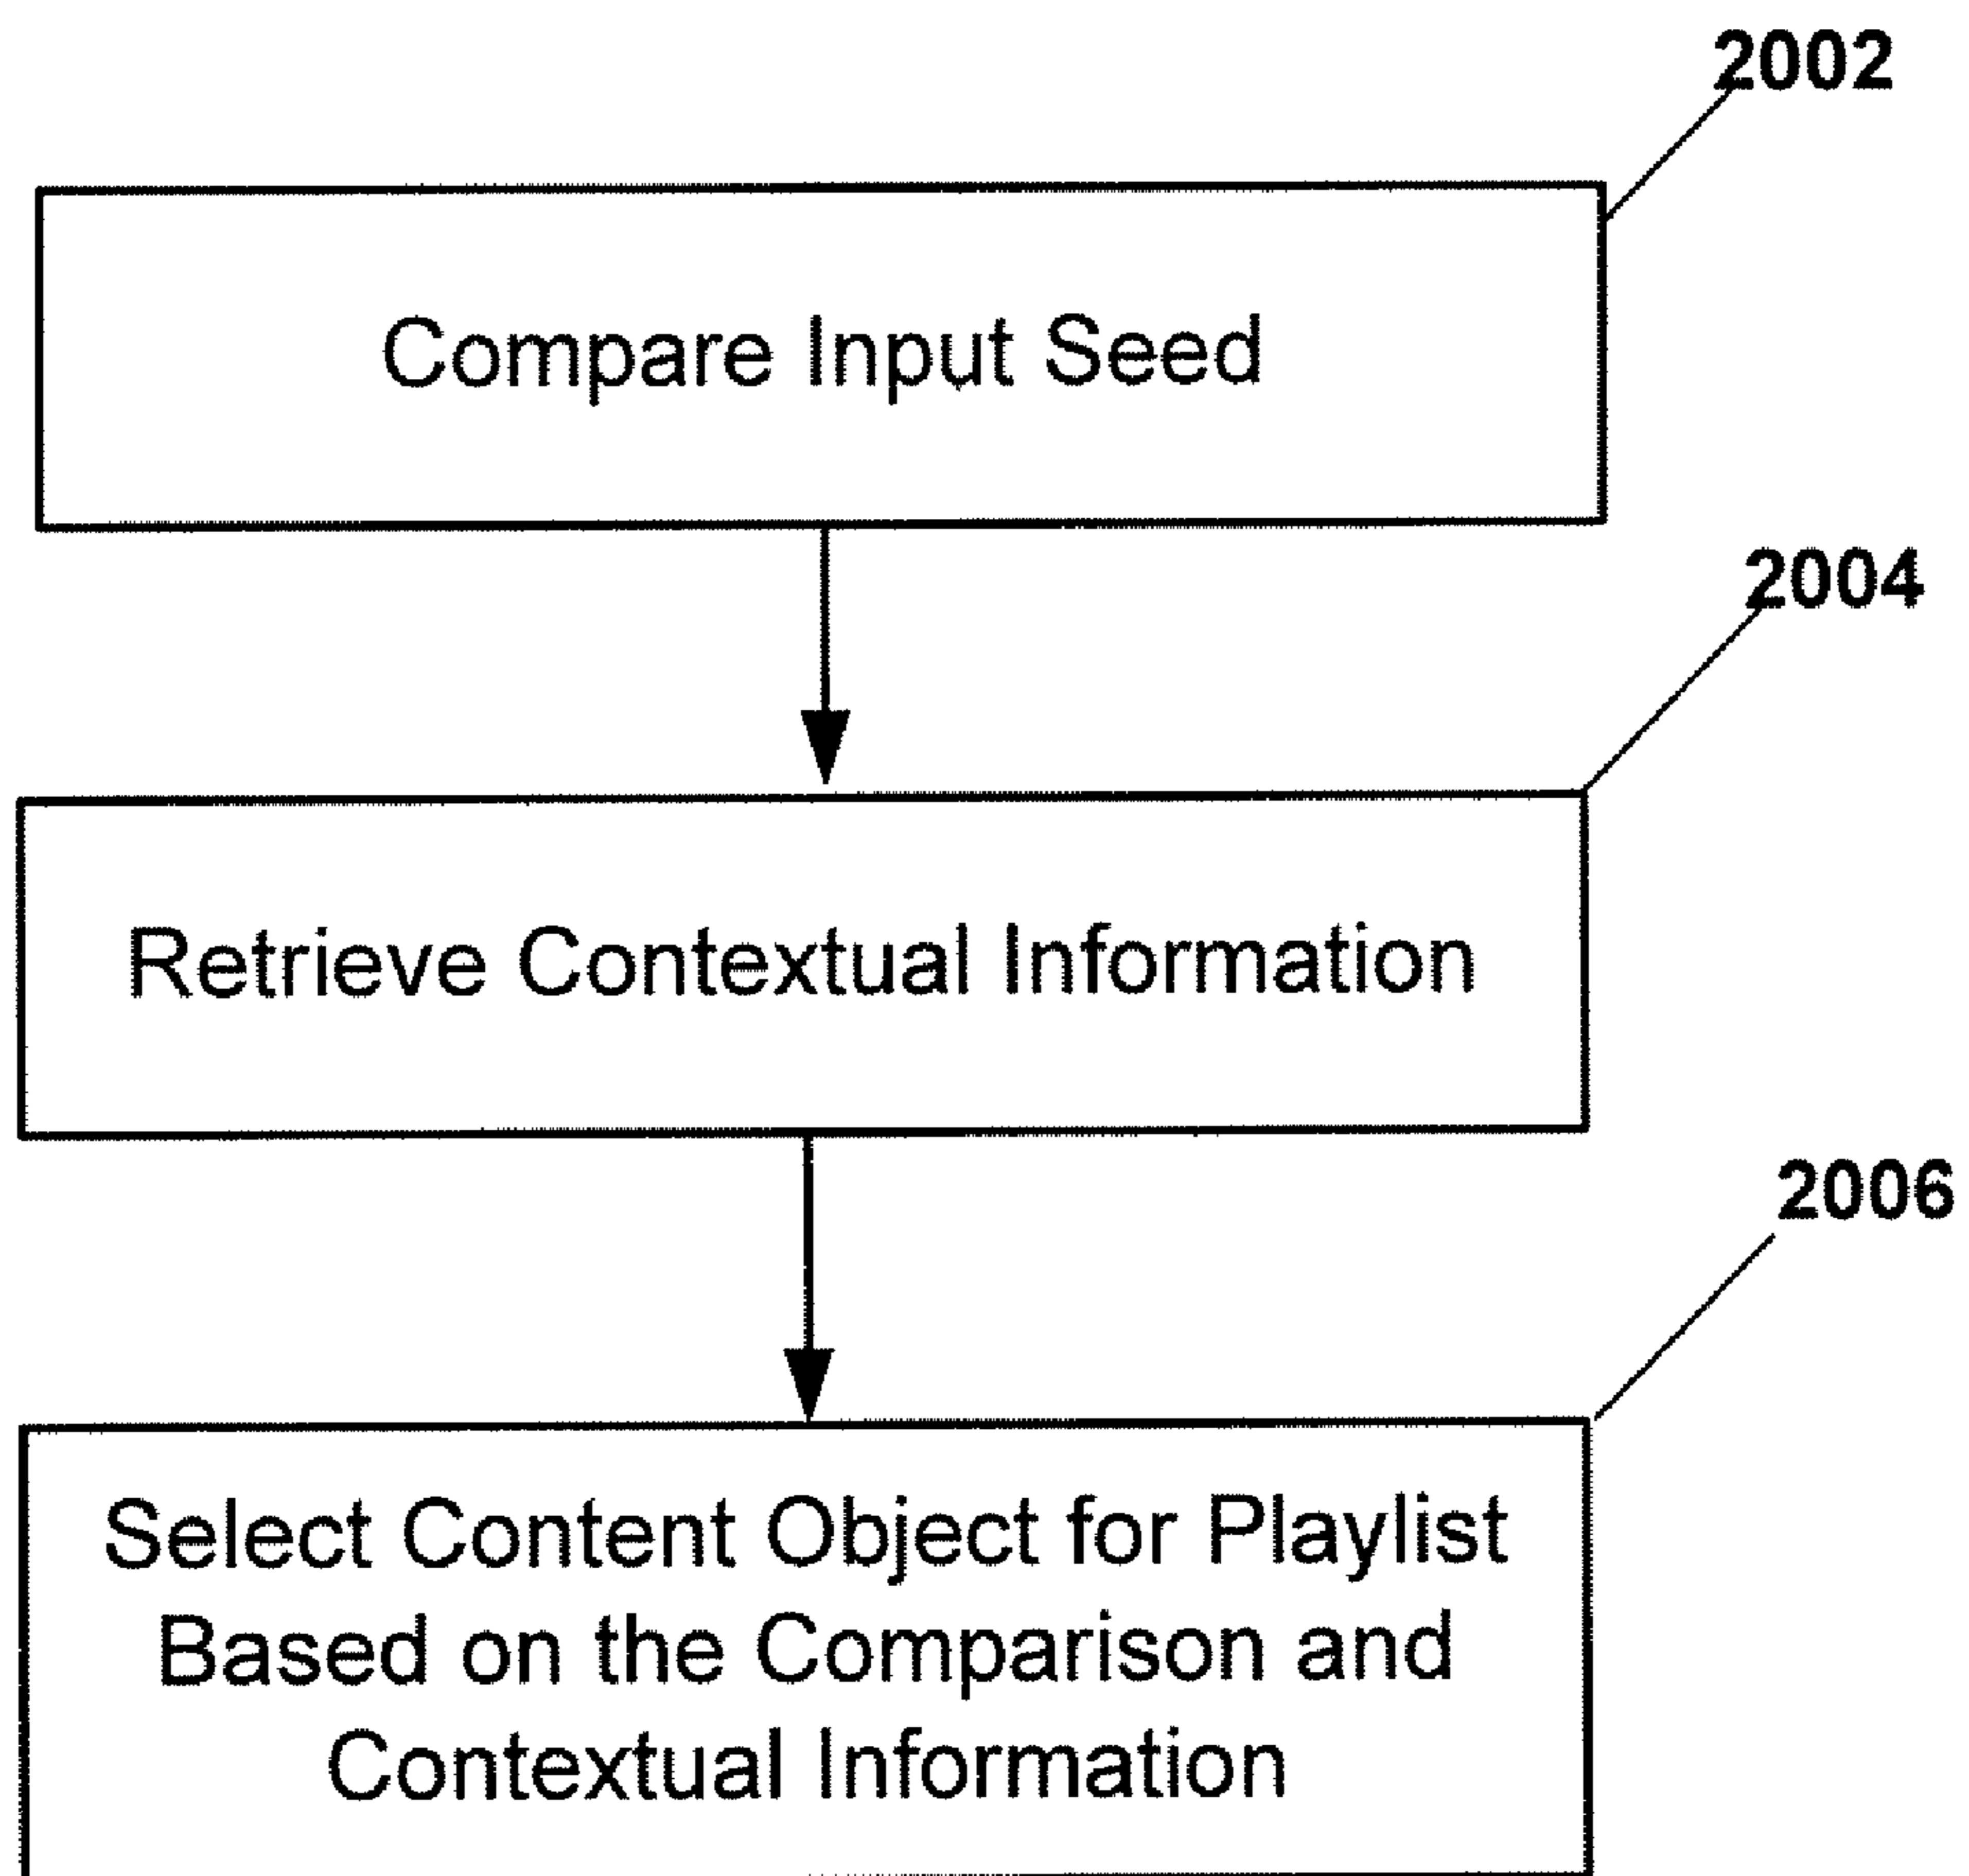 2002
Compare Input Seed
2004
Retrieve Contextual Information
2006
Select Content Object for Playlist
Based on the Comparison and
Contextual Information